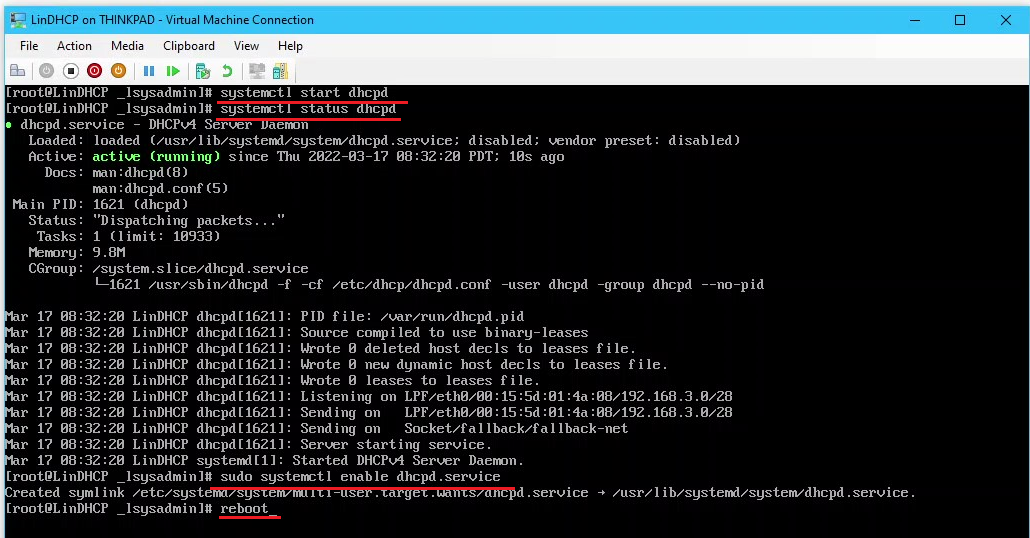 LinDHCP on THINKPAD - Virtual Machine Connection
File Action Media Clipboard View Help
[root@LinDHCP _lsysadmin]# systemctl start dhcpd
[root@LinDHCP _lsysadmin]# systemctl status dhcpd
● dhcpd.service - DHCPv4 Server Daemon
Loaded: loaded (/usr/lib/systemd/system/dhcpd.service; disabled; vendor preset: disabled)
Active: active (running) since Thu 2022-03-17 08:32:20 PDT; 10s ago
Docs: man:dhcpd(8)
man:dhcpd.conf(5)
Main PID: 1621 (dhcpd)
Status: "Dispatching packets..."
Tasks: 1 (limit: 10933)
Memory: 9.8M
CGroup: /system.slice/dhcpd.service
└─1621 /usr/sbin/dhcpd -f -cf /etc/dhcp/dhcpd.conf -user dhcpd -group dhcpd --no-pid
Mar 17 08:32:20 LinDHCP dhcpd[1621]: PID file: /var/run/dhcpd.pid
Mar 17 08:32:20 LinDHCP dhcpd[1621]: Source compiled to use binary-leases
Mar 17 08:32:20 LinDHCP dhcpd[1621]: Wrote 0 deleted host decls to leases file.
Mar 17 08:32:20 LinDHCP dhcpd[1621]: Wrote 0 new dynamic host decls to leases file.
Mar 17 08:32:20 LinDHCP dhcpd[1621]: Wrote 0 leases to leases file.
Mar 17 08:32:20 LinDHCP dhcpd[1621]: Listening on LPF/eth0/00:15:5d:01:4a:08/192.168.3.0/28
Mar 17 08:32:20 LinDHCP dhcpd[1621]: Sending on   LPF/eth0/00:15:5d:01:4a:08/192.168.3.0/28
Mar 17 08:32:20 LinDHCP dhcpd[1621]: Sending on   Socket/fallback/fallback-net
Mar 17 08:32:20 LinDHCP dhcpd[1621]: Server starting service.
Mar 17 08:32:20 LinDHCP systemd[1]: Started DHCPv4 Server Daemon.
[root@LinDHCP _lsysadmin]# sudo systemctl enable dhcpd.service
Created symlink /etc/systemd/system/multi-user.target.wants/dhcpd.service → /usr/lib/systemd/system/dhcpd.service.
[root@LinDHCP _lsysadmin]# reboot_